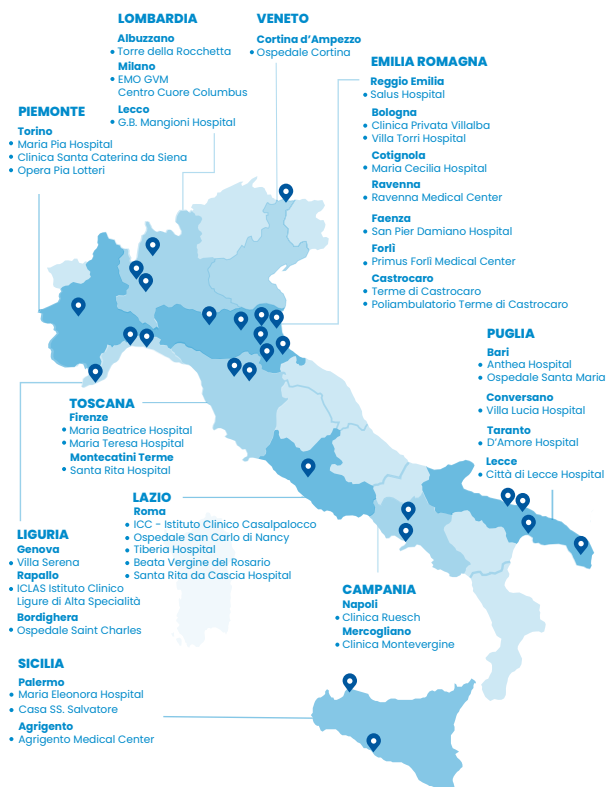 LOMBARDIA
Albuzzano
• Torre della Rocchetta
Milano
• EMO GVM
Centro Cuore Columbus
Lecco
• G.B. Mangioni Hospital
VENETO
Cortina d'Ampezzo
• Ospedale Cortina
EMILIA ROMAGNA
Reggio Emilia
• Salus Hospital
Bologna
• Clinica Privata Villalba
• Villa Torri Hospital
Cotignola
• Maria Cecilia Hospital
Ravenna
• Ravenna Medical Center
Faenza
• San Pier Damiano Hospital
Forlì
• Primus Forlì Medical Center
Castrocaro
• Terme di Castrocaro
• Poliambulatorio Terme di Castrocaro
PIEMONTE
Torino
• Maria Pia Hospital
• Clinica Santa Caterina da Siena
• Opera Pia Lotteri
PUGLIA
Bari
• Anthea Hospital
• Ospedale Santa Maria
Conversano
• Villa Lucia Hospital
Taranto
• D'Amore Hospital
Lecce
• Città di Lecce Hospital
TOSCANA
Firenze
• Maria Beatrice Hospital
• Maria Teresa Hospital
Montecatini Terme
• Santa Rita Hospital
LAZIO
Roma
• ICC - Istituto Clinico Casalpalocco
• Ospedale San Carlo di Nancy
• Tiberia Hospital
• Beata Vergine del Rosario
• Santa Rita da Cascia Hospital
LIGURIA
Genova
• Villa Serena
Rapallo
• ICLAS Istituto Clinico
Ligure di Alta Specialità
Bordighera
• Ospedale Saint Charles
CAMPANIA
Napoli
• Clinica Ruesch
Mercogliano
• Clinica Montevergine
SICILIA
Palermo
• Maria Eleonora Hospital
• Casa SS. Salvatore
Agrigento
• Agrigento Medical Center